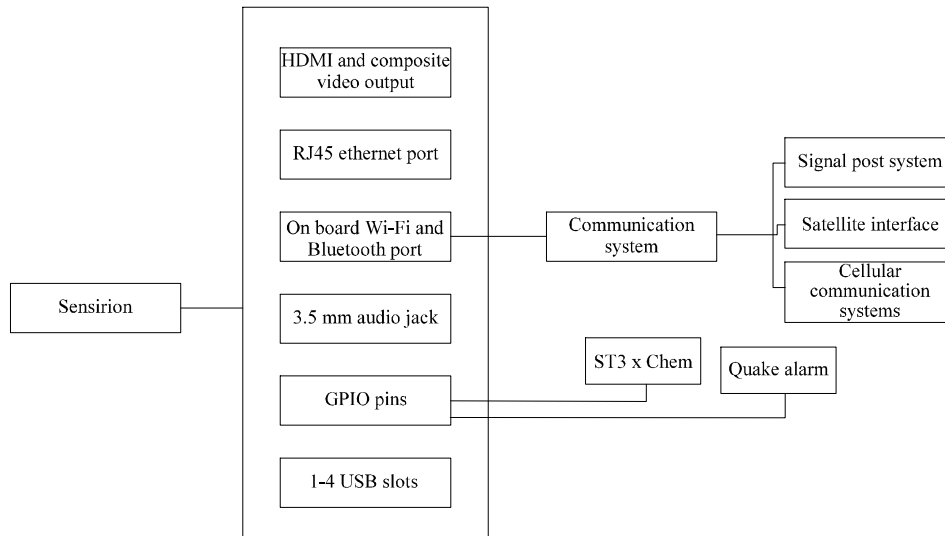 HDMI and composite
video output
RJ45 ethernet port
On board Wi-Fi and
Bluetooth port
3.5 mm audio jack
GPIO pins
1-4 USB slots
Sensirion
Communication
system
Signal post system
Satellite interface
Cellular
communication
systems
ST3 x Chem
Quake alarm